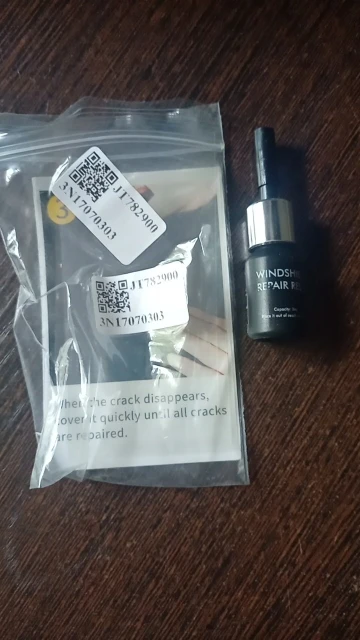 3
JT782900
3N17070303
JT782900
3N17070303
When the crack disappears,
cover it quickly until all cracks
are repaired.
WINDSHI
REPAIR RE
Capacity